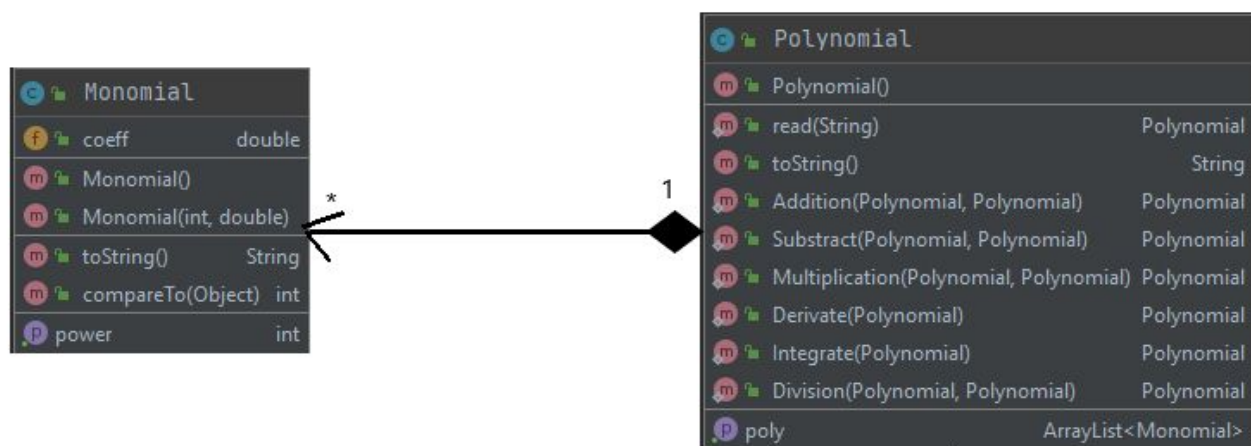 Monomial
coeff double
Monomial()
Monomial(int, double)
toString() String
compareTo(Object) int
power int
* 1
Polynomial
Polynomial()
read(String) Polynomial
toString() String
Addition(Polynomial, Polynomial) Polynomial
Substract(Polynomial, Polynomial) Polynomial
Multiplication(Polynomial, Polynomial) Polynomial
Derivate(Polynomial) Polynomial
Integrate(Polynomial) Polynomial
Division(Polynomial, Polynomial) Polynomial
poly ArrayList<Monomial>